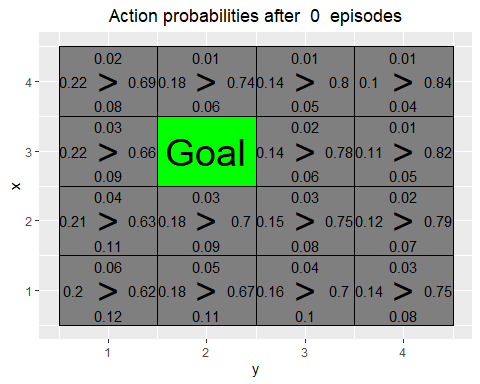 Action probabilities after 0 episodes
0.02 0.01 0.01 0.01
4 0.22 > 0.69 0.18 > 0.74 0.14 > 0.8 0.1 > 0.84
0.08 0.06 0.05 0.04
0.03 0.02 0.01
3 0.22 > 0.66 Goal 0.14 > 0.78 0.11 > 0.82
0.09 0.06 0.05
x
0.04 0.03 0.03 0.02
2 0.21 > 0.63 0.18 > 0.7 0.15 > 0.75 0.12 > 0.79
0.11 0.09 0.08 0.07
0.06 0.05 0.04 0.03
1 0.2 > 0.62 0.18 > 0.67 0.16 > 0.7 0.14 > 0.75
0.12 0.11 0.1 0.08
1 2 3 4
y